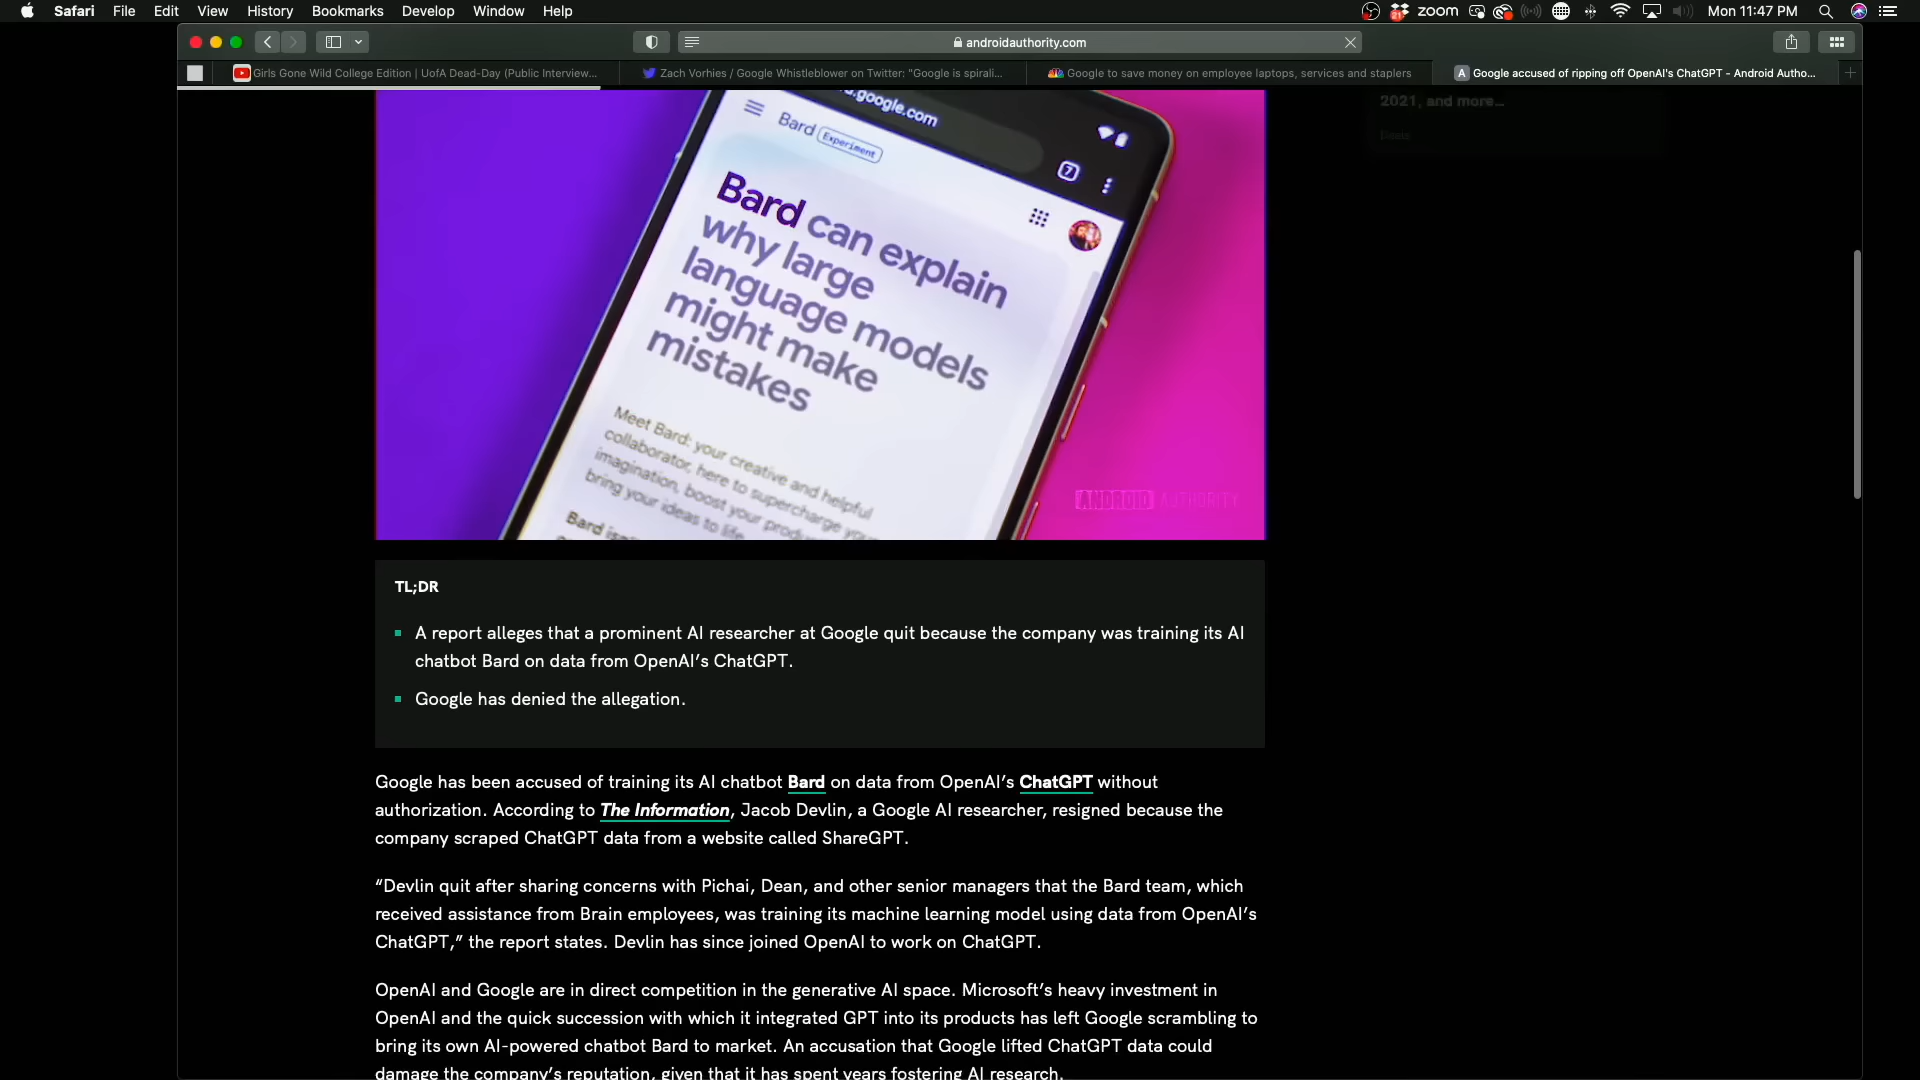 Safari File Edit View History Bookmarks Develop Window Help
zoom Mon 11:47 PM
androidauthority.com
Girls Gone Wild College Edition | UofA Dead-Day (Public Interview...
Zach Vorhies / Google Whistleblower on Twitter: "Google is spirali...
Google to save money on employee laptops, services and staplers
A Google accused of ripping off OpenAI's ChatGPT - Android Autho...
2021, and more...
.google.com
7
Bard Experiment
Bard can explain
why large
language models
might make
mistakes
Meet Bard: your creative and helpful
collaborator, here to supercharge your
imagination, boost your
bring your ideas to life.
Bard
ANDROID AUTHORITY
TL;DR
A report alleges that a prominent AI researcher at Google quit because the company was training its AI
chatbot Bard on data from OpenAI’s ChatGPT.
Google has denied the allegation.
Google has been accused of training its AI chatbot Bard on data from OpenAI’s ChatGPT without
authorization. According to The Information, Jacob Devlin, a Google AI researcher, resigned because the
company scraped ChatGPT data from a website called ShareGPT.
“Devlin quit after sharing concerns with Pichai, Dean, and other senior managers that the Bard team, which
received assistance from Brain employees, was training its machine learning model using data from OpenAI’s
ChatGPT,” the report states. Devlin has since joined OpenAI to work on ChatGPT.
OpenAI and Google are in direct competition in the generative AI space. Microsoft’s heavy investment in
OpenAI and the quick succession with which it integrated GPT into its products has left Google scrambling to
bring its own AI-powered chatbot Bard to market. An accusation that Google lifted ChatGPT data could
damage the company’s reputation, given that it has spent years fostering AI research.